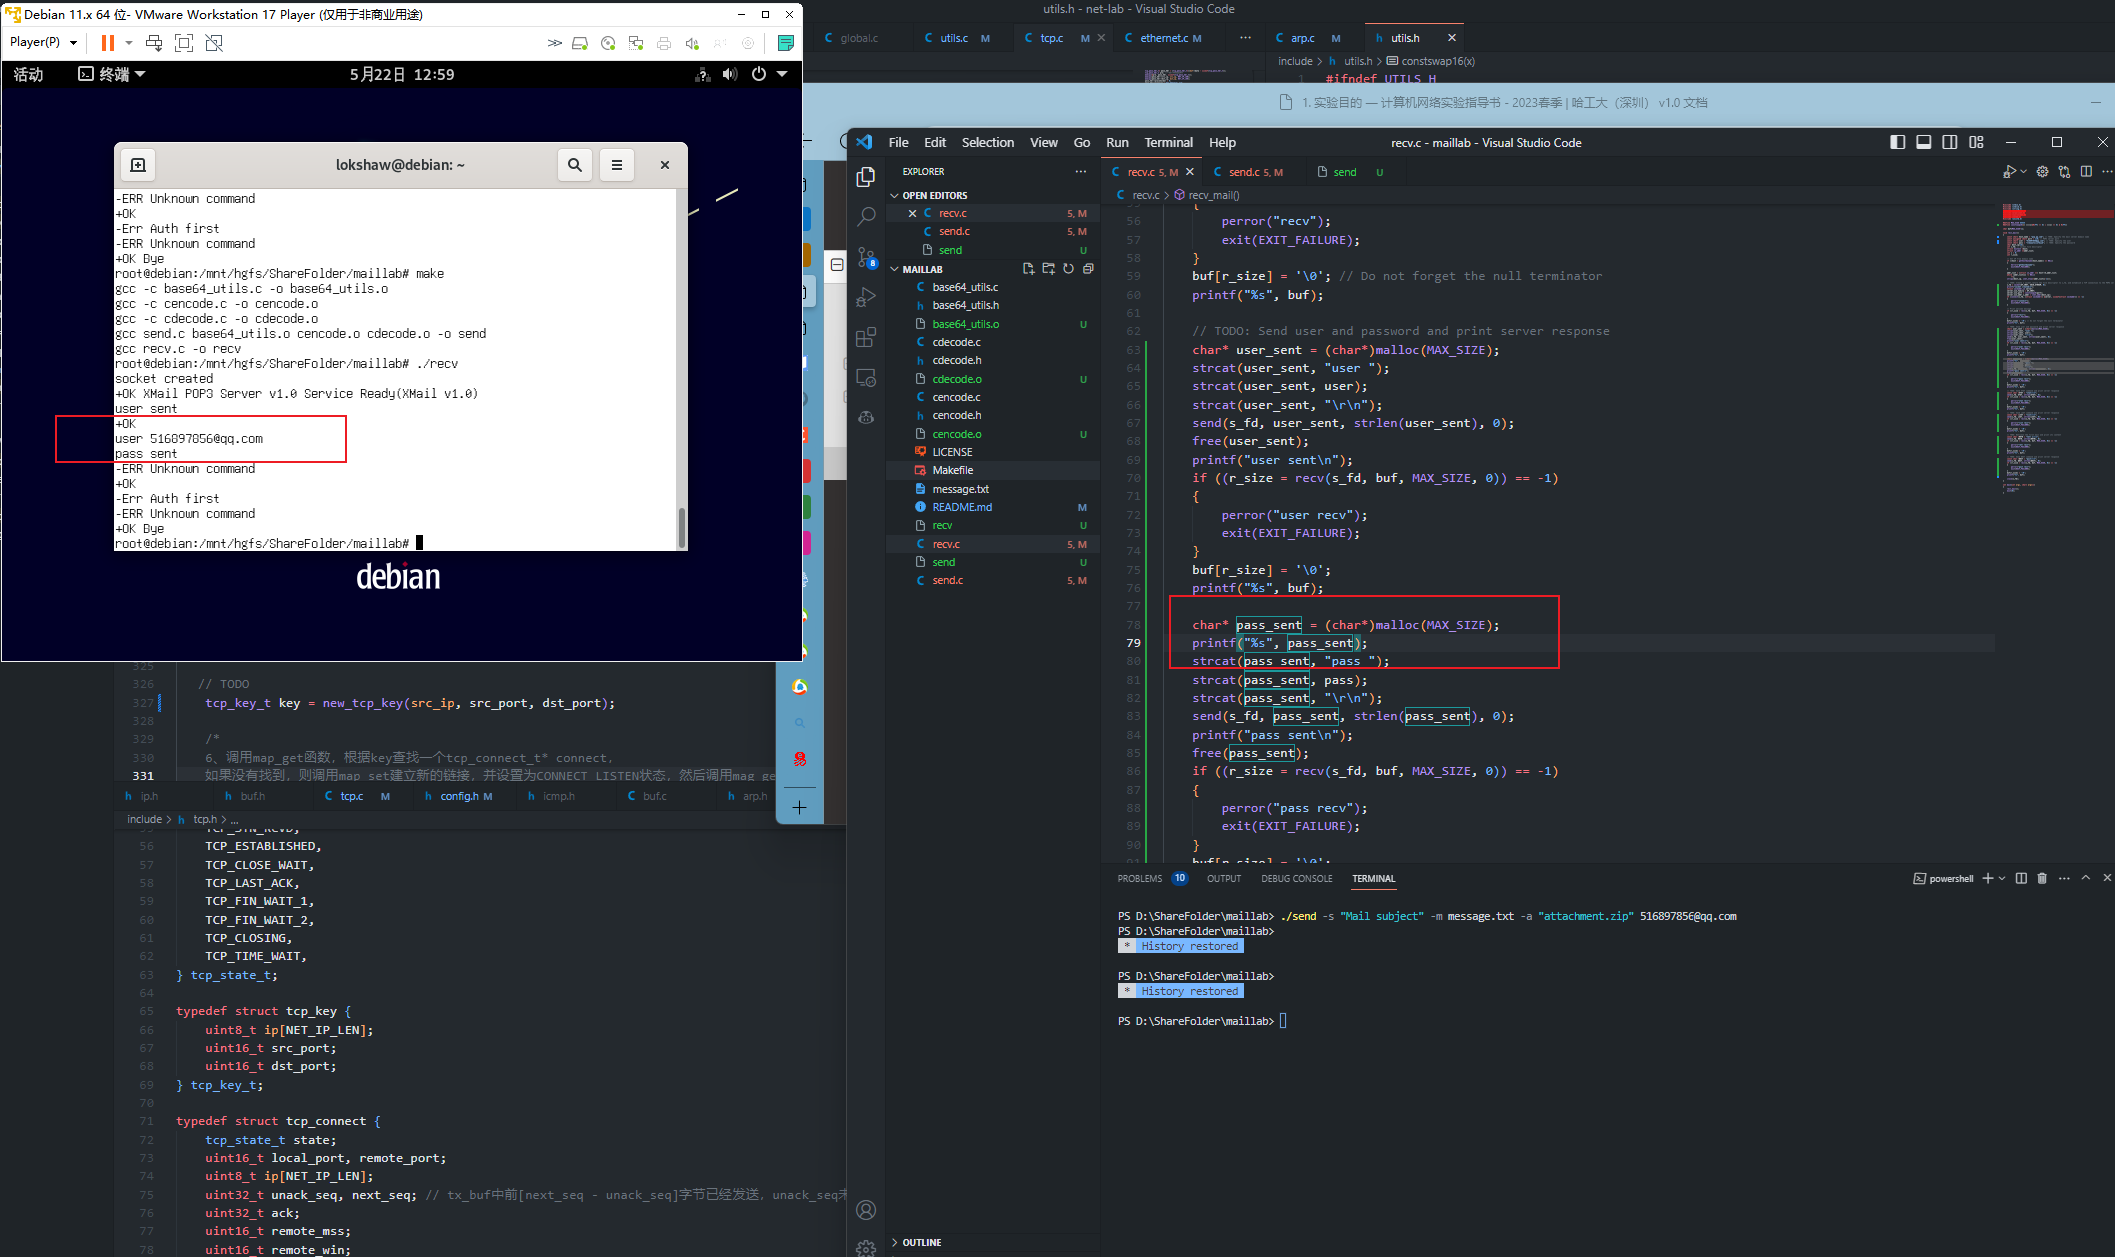 Debian 11.x 64 位- VMware Workstation 17 Player (仅用于非商业用途)
Player(P)
活动
终端
5月22日 12:59
lokshaw@debian: ~
-ERR Unknown command
+OK
-Err Auth first
-ERR Unknown command
+OK Bye
root@debian:/mnt/hgfs/ShareFolder/maillab# make
gcc -c base64_utils.c -o base64_utils.o
gcc -c cencode.c -o cencode.o
gcc -c cdecode.c -o cdecode.o
gcc send.c base64_utils.o cencode.o cdecode.o -o send
gcc recv.c -o recv
root@debian:/mnt/hgfs/ShareFolder/maillab# ./recv
socket created
+OK XMail POP3 Server v1.0 Service Ready(XMail v1.0)
user sent
+OK
user 516897856@qq.com
pass sent
-ERR Unknown command
+OK
-Err Auth first
-ERR Unknown command
+OK Bye
root@debian:/mnt/hgfs/ShareFolder/maillab#
debian
utils.h - net-lab - Visual Studio Code
global.c
utils.c M
tcp.c M
ethernet.c M
arp.c M
utils.h
include > utils.h > constswap16(x)
1 #ifndef UTILS_H
1. 实验目的 — 计算机网络实验指导书 - 2023春季 | 哈工大（深圳） v1.0 文档
File Edit Selection View Go Run Terminal Help
recv.c - maillab - Visual Studio Code
EXPLORER
OPEN EDITORS
recv.c 5, M
send.c 5, M
send U
MAILLAB
base64_utils.c
base64_utils.h
base64_utils.o U
cdecode.c
cdecode.h
cdecode.o U
cencode.c
cencode.h
cencode.o U
LICENSE
Makefile
message.txt
README.md M
recv U
recv.c 5, M
send U
send.c 5, M
OUTLINE
8
recv.c 5, M
send.c 5, M
send U
recv.c > recv_mail()
{
56 perror("recv");
57 exit(EXIT_FAILURE);
58 }
59 buf[r_size] = '\0'; // Do not forget the null terminator
60 printf("%s", buf);
61
62 // TODO: Send user and password and print server response
63 char* user_sent = (char*)malloc(MAX_SIZE);
64 strcat(user_sent, "user ");
65 strcat(user_sent, user);
66 strcat(user_sent, "\r\n");
67 send(s_fd, user_sent, strlen(user_sent), 0);
68 free(user_sent);
69 printf("user sent\n");
70 if ((r_size = recv(s_fd, buf, MAX_SIZE, 0)) == -1)
71 {
72 perror("user recv");
73 exit(EXIT_FAILURE);
74 }
75 buf[r_size] = '\0';
76 printf("%s", buf);
77
78 char* pass_sent = (char*)malloc(MAX_SIZE);
79 printf("%s", pass_sent);
80 strcat(pass_sent, "pass ");
81 strcat(pass_sent, pass);
82 strcat(pass_sent, "\r\n");
83 send(s_fd, pass_sent, strlen(pass_sent), 0);
84 printf("pass sent\n");
85 free(pass_sent);
86 if ((r_size = recv(s_fd, buf, MAX_SIZE, 0)) == -1)
87 {
88 perror("pass recv");
89 exit(EXIT_FAILURE);
90 }
91 buf[r_size] = '\0';
PROBLEMS 10 OUTPUT DEBUG CONSOLE TERMINAL
powershell
PS D:\ShareFolder\maillab> ./send -s "Mail subject" -m message.txt -a "attachment.zip" 516897856@qq.com
PS D:\ShareFolder\maillab>
* History restored
PS D:\ShareFolder\maillab>
* History restored
PS D:\ShareFolder\maillab>
325
326 // TODO
327 tcp_key_t key = new_tcp_key(src_ip, src_port, dst_port);
328
329 /*
330 6、调用map_get函数，根据key查找一个tcp_connect_t* connect，
331 如果没有找到，则调用map_set建立新的链接，并设置为CONNECT_LISTEN状态，然后调用mag_ge
ip.h
buf.h
tcp.c M
config.h M
icmp.h
buf.c
arp.h
include > tcp.h > ...
55 TCP_SYN_RCVD,
56 TCP_ESTABLISHED,
57 TCP_CLOSE_WAIT,
58 TCP_LAST_ACK,
59 TCP_FIN_WAIT_1,
60 TCP_FIN_WAIT_2,
61 TCP_CLOSING,
62 TCP_TIME_WAIT,
63 } tcp_state_t;
64
65 typedef struct tcp_key {
66 uint8_t ip[NET_IP_LEN];
67 uint16_t src_port;
68 uint16_t dst_port;
69 } tcp_key_t;
70
71 typedef struct tcp_connect {
72 tcp_state_t state;
73 uint16_t local_port, remote_port;
74 uint8_t ip[NET_IP_LEN];
75 uint32_t unack_seq, next_seq; // tx_buf中前[next_seq - unack_seq]字节已经发送，unack_seq未
76 uint32_t ack;
77 uint16_t remote_mss;
78 uint16_t remote_win;